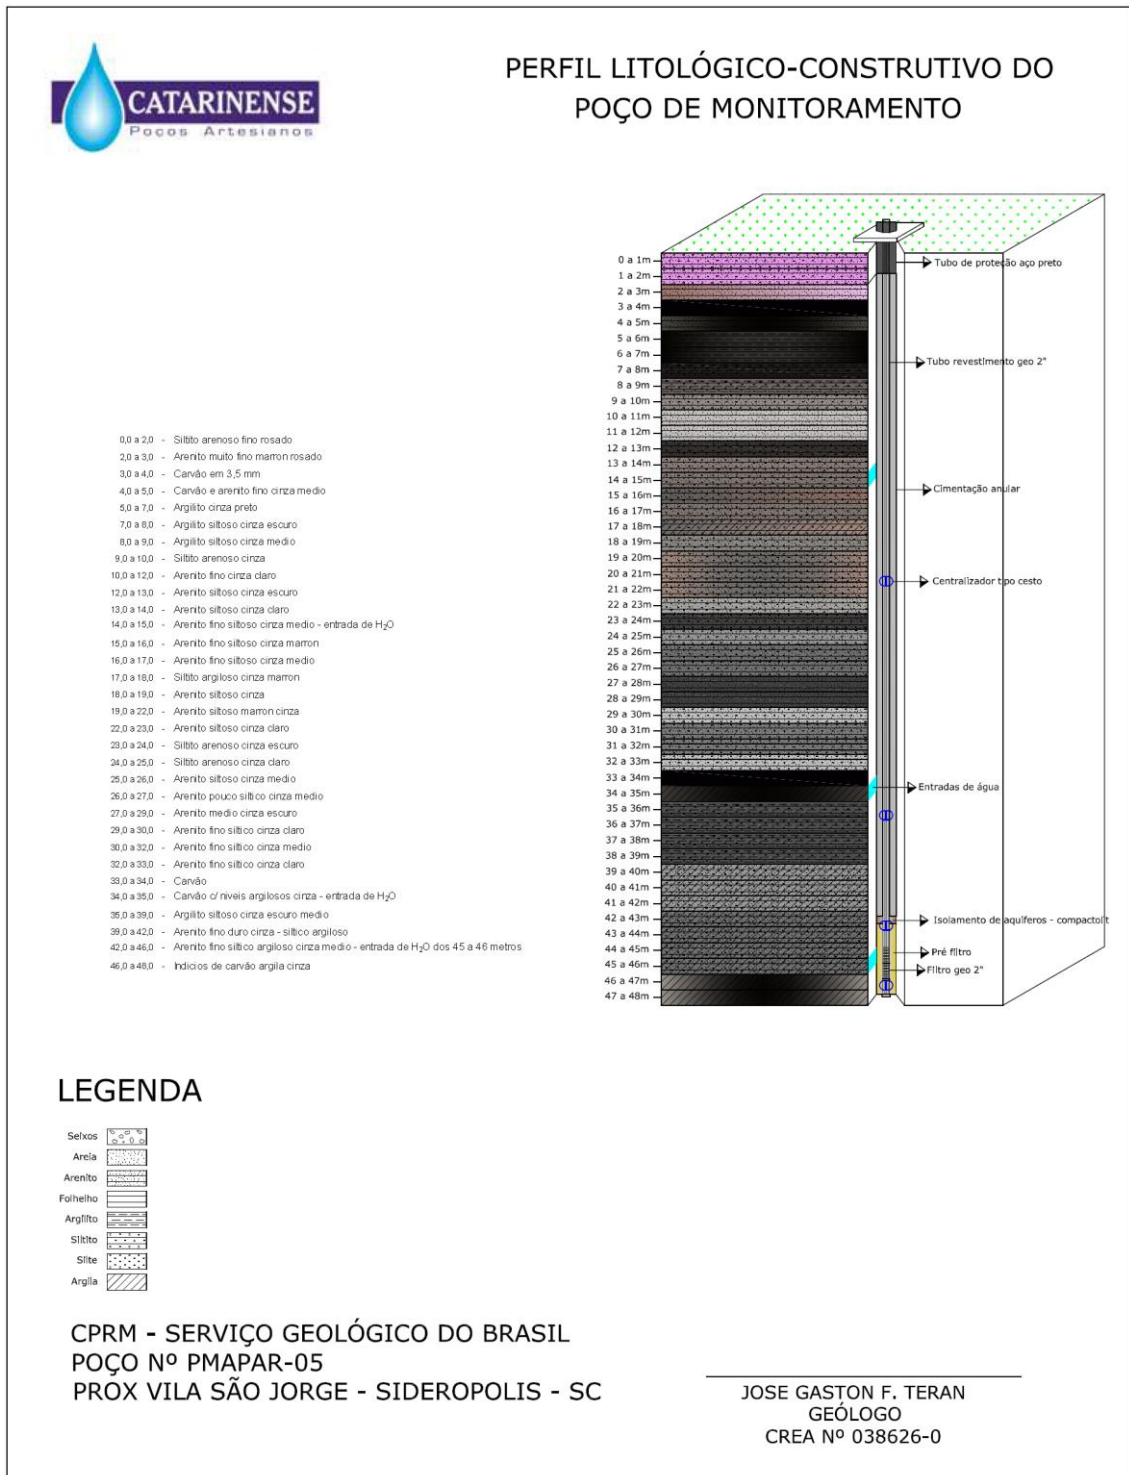 CATARINENSE
Poços Artesianos
PERFIL LITOLÓGICO-CONSTRUTIVO DO
POÇO DE MONITORAMENTO
0,0 a 2,0 - Siltito arenoso fino rosado
2,0 a 3,0 - Arenito muito fino marron rosado
3,0 a 4,0 - Carvão em 3,5 mm
4,0 a 5,0 - Carvão e arenito fino cinza medio
5,0 a 7,0 - Argilito cinza preto
7,0 a 8,0 - Argilito siltoso cinza escuro
8,0 a 9,0 - Argilito siltoso cinza medio
9,0 a 10,0 - Siltito arenoso cinza
10,0 a 12,0 - Arenito fino cinza claro
12,0 a 13,0 - Arenito siltoso cinza escuro
13,0 a 14,0 - Arenito siltoso cinza claro
14,0 a 15,0 - Arenito fino siltoso cinza medio - entrada de H₂O
15,0 a 16,0 - Arenito fino siltoso cinza marron
16,0 a 17,0 - Arenito fino siltoso cinza medio
17,0 a 18,0 - Siltito argiloso cinza marron
18,0 a 19,0 - Arenito siltoso cinza
19,0 a 22,0 - Arenito siltoso marron cinza
22,0 a 23,0 - Arenito siltoso cinza claro
23,0 a 24,0 - Siltito arenoso cinza escuro
24,0 a 25,0 - Siltito arenoso cinza claro
25,0 a 26,0 - Arenito siltoso cinza medio
26,0 a 27,0 - Arenito pouco siltico cinza medio
27,0 a 29,0 - Arenito medio cinza escuro
29,0 a 30,0 - Arenito fino siltico cinza claro
30,0 a 32,0 - Arenito fino siltico cinza medio
32,0 a 33,0 - Arenito fino siltico cinza claro
33,0 a 34,0 - Carvão
34,0 a 35,0 - Carvão c/ niveis argilosos cinza - entrada de H₂O
35,0 a 39,0 - Argilito siltoso cinza escuro medio
39,0 a 42,0 - Arenito fino duro cinza - siltico argiloso
42,0 a 46,0 - Arenito fino siltico argiloso cinza medio - entrada de H₂O dos 45 a 46 metros
46,0 a 48,0 - Indicios de carvão argila cinza
0 a 1m
1 a 2m
2 a 3m
3 a 4m
4 a 5m
5 a 6m
6 a 7m
7 a 8m
8 a 9m
9 a 10m
10 a 11m
11 a 12m
12 a 13m
13 a 14m
14 a 15m
15 a 16m
16 a 17m
17 a 18m
18 a 19m
19 a 20m
20 a 21m
21 a 22m
22 a 23m
23 a 24m
24 a 25m
25 a 26m
26 a 27m
27 a 28m
28 a 29m
29 a 30m
30 a 31m
31 a 32m
32 a 33m
33 a 34m
34 a 35m
35 a 36m
36 a 37m
37 a 38m
38 a 39m
39 a 40m
40 a 41m
41 a 42m
42 a 43m
43 a 44m
44 a 45m
45 a 46m
46 a 47m
47 a 48m
Tubo de proteção aço preto
Tubo revestimento geo 2"
Cimentação anular
Centralizador tipo cesto
Entradas de água
Isolamento de aquíferos - compactolit
Pré filtro
Filtro geo 2"
LEGENDA
Seixos
Areia
Arenito
Folhelho
Argilito
Siltito
Silte
Argila
CPRM - SERVIÇO GEOLÓGICO DO BRASIL
POÇO Nº PMAPAR-05
PROX VILA SÃO JORGE - SIDEROPOLIS - SC
JOSE GASTON F. TERAN
GEÓLOGO
CREA Nº 038626-0